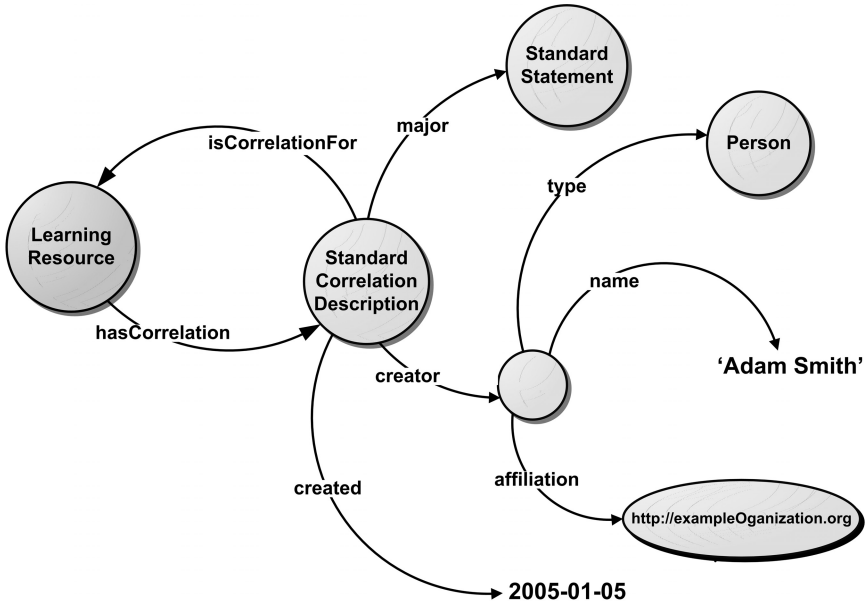 Standard
Statement
major
isCorrelationFor
Person
type
Learning
Resource
Standard
Correlation
Description
name
hasCorrelation
creator
‘Adam Smith’
affiliation
created
http://exampleOganization.org
2005-01-05